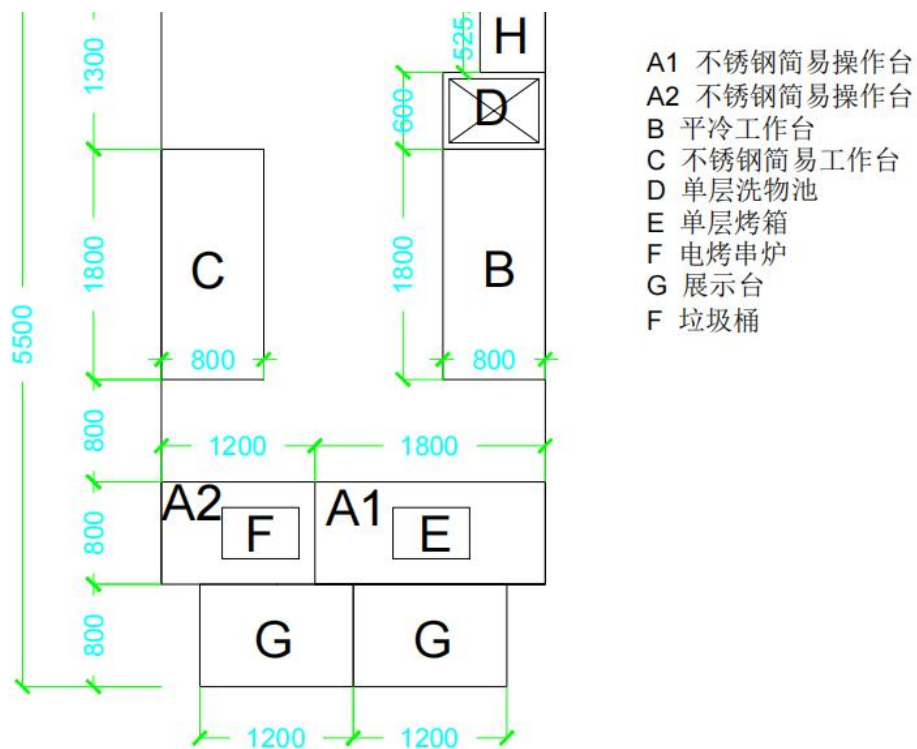 H
525
1300
600
D
A1 不锈钢简易操作台
A2 不锈钢简易操作台
B 平冷工作台
C 不锈钢简易工作台
D 单层洗物池
E 单层烤箱
F 电烤串炉
G 展示台
F 垃圾桶
1800
C
1800
B
5500
800
800
800
1200
1800
A2
F
A1
E
800
G
G
800
1200
1200